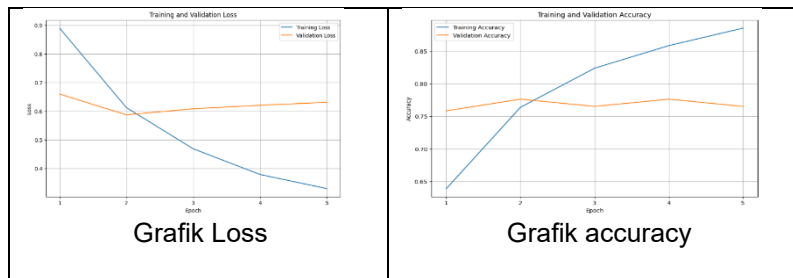 Training and Validation Loss
Training Loss
Validation Loss
0.9
0.8
0.7
0.6
0.5
0.4
Loss
1 2 3 4 5
Epoch
Grafik Loss
Training and Validation Accuracy
Training Accuracy
Validation Accuracy
0.85
0.80
0.75
0.70
0.65
Accuracy
1 2 3 4 5
Epoch
Grafik accuracy